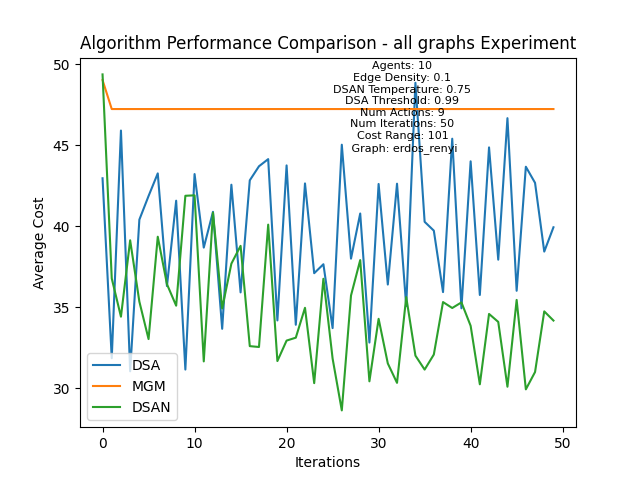 Algorithm Performance Comparison - all graphs Experiment
Agents: 10
Edge Density: 0.1
DSAN Temperature: 0.75
DSA Threshold: 0.99
Num Actions: 9
Num Iterations: 50
Cost Range: 101
Graph: erdos_renyi
50
45
40
35
30
Average Cost
DSA
MGM
DSAN
0
10
20
30
40
50
Iterations